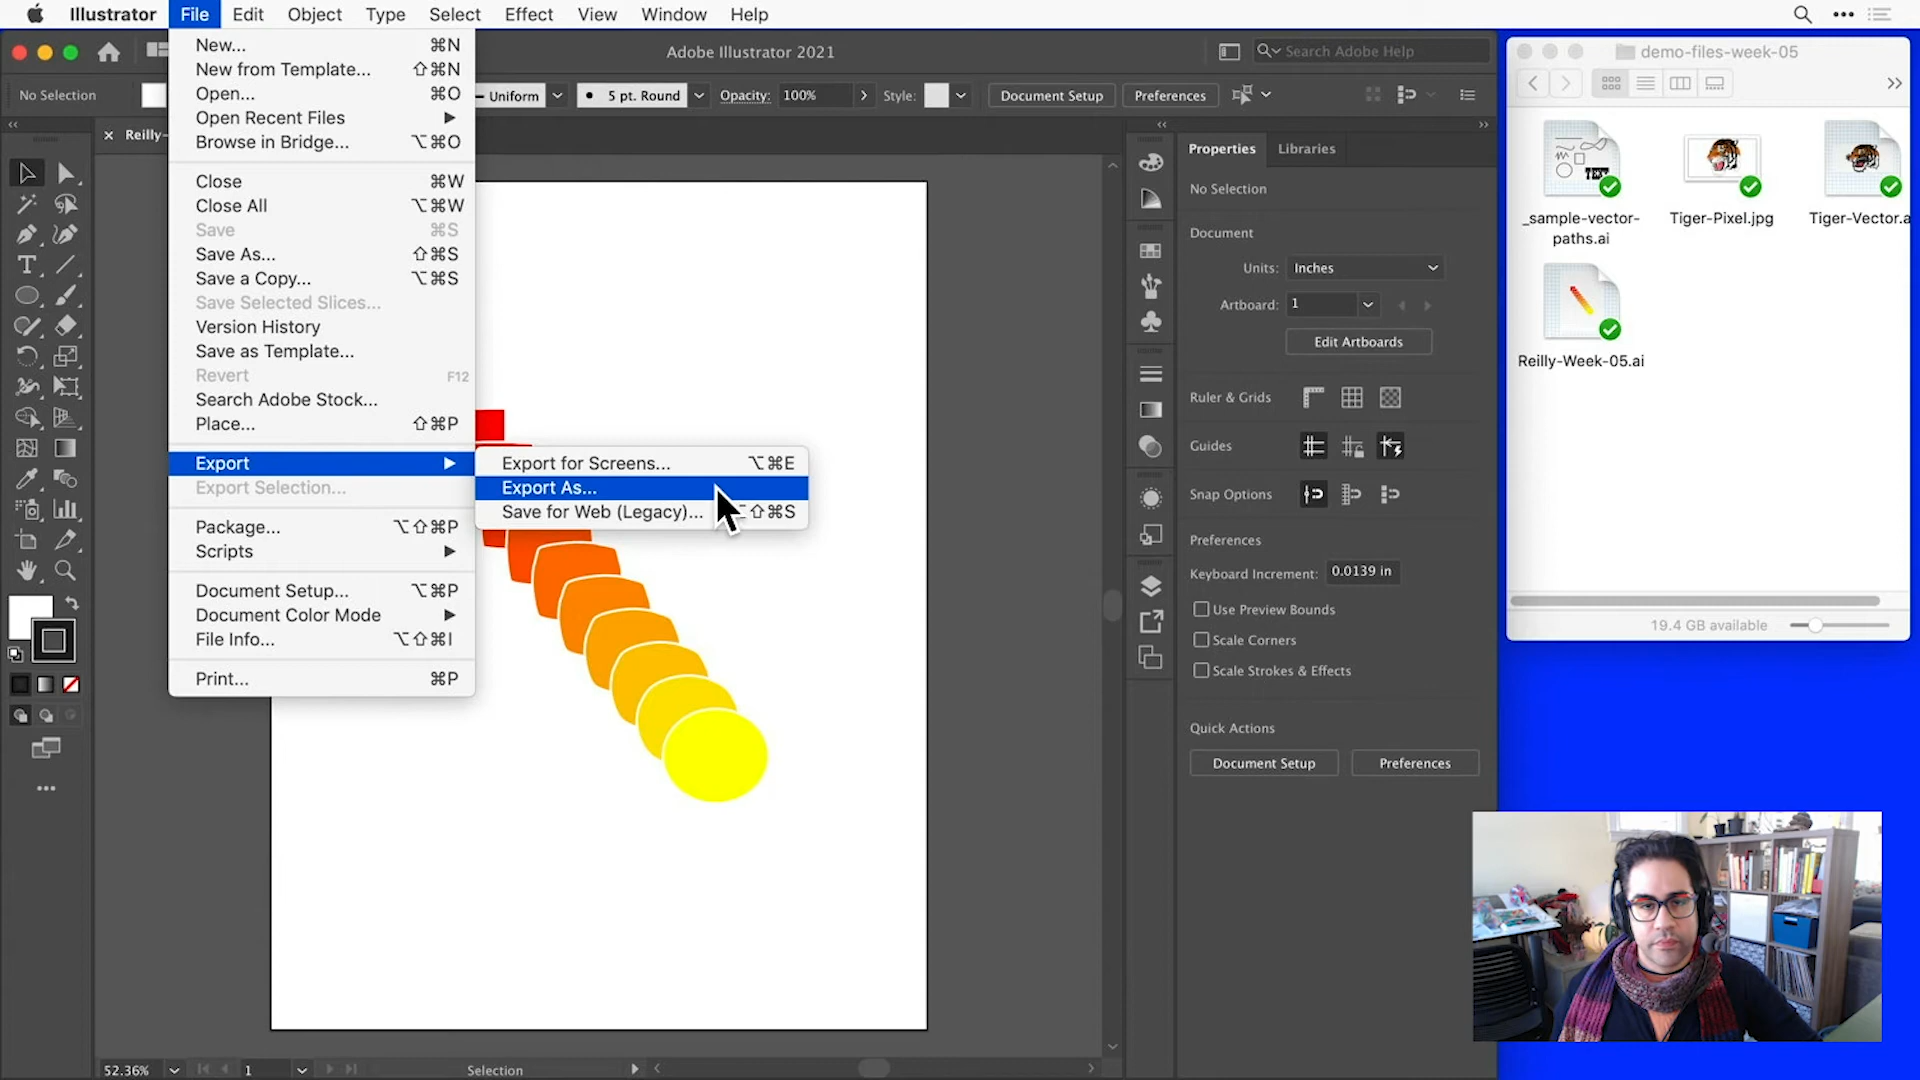 Illustrator File Edit Object Type Select Effect View Window Help
Adobe Illustrator 2021
Search Adobe Help
No Selection
Uniform
5 pt. Round
Opacity: 100%
Style:
Document Setup
Preferences
Reilly-
New... ⌘N
New from Template... ⇧⌘N
Open... ⌘O
Open Recent Files
Browse in Bridge... ⌥⌘O
Close ⌘W
Close All ⌥⌘W
Save ⌘S
Save As... ⇧⌘S
Save a Copy... ⌥⌘S
Save Selected Slices...
Version History
Save as Template...
Revert F12
Search Adobe Stock...
Place... ⇧⌘P
Export
Export Selection...
Package... ⌥⇧⌘P
Scripts
Document Setup... ⌥⌘P
Document Color Mode
File Info... ⌥⇧⌘I
Print... ⌘P
Export for Screens... ⌥⌘E
Export As...
Save for Web (Legacy)... ⇧⌘S
Properties Libraries
No Selection
Document
Units: Inches
Artboard: 1
Edit Artboards
Ruler & Grids
Guides
Snap Options
Preferences
Keyboard Increment: 0.0139 in
Use Preview Bounds
Scale Corners
Scale Strokes & Effects
Quick Actions
Document Setup Preferences
demo-files-week-05
TEXT
_sample-vector-
paths.ai
Tiger-Pixel.jpg
Tiger-Vector.a
Reilly-Week-05.ai
19.4 GB available
52.36% 1 Selection